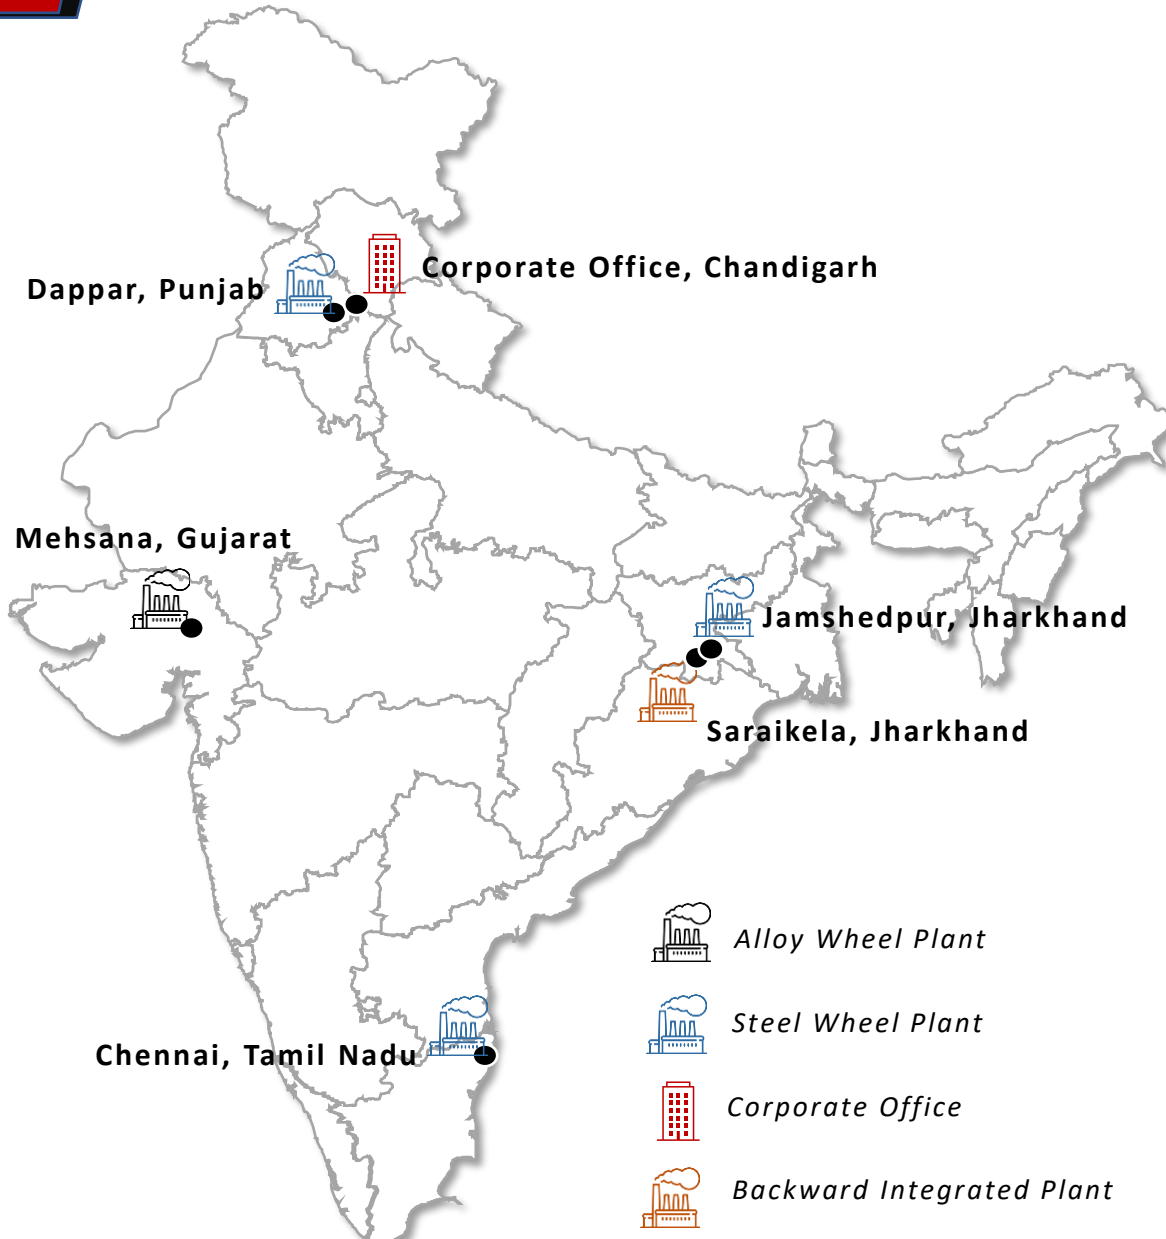 Corporate Office, Chandigarh
Dappar, Punjab
Mehsana, Gujarat
Jamshedpur, Jharkhand
Saraikela, Jharkhand
Alloy Wheel Plant
Steel Wheel Plant
Chennai, Tamil Nadu
Corporate Office
Backward Integrated Plant